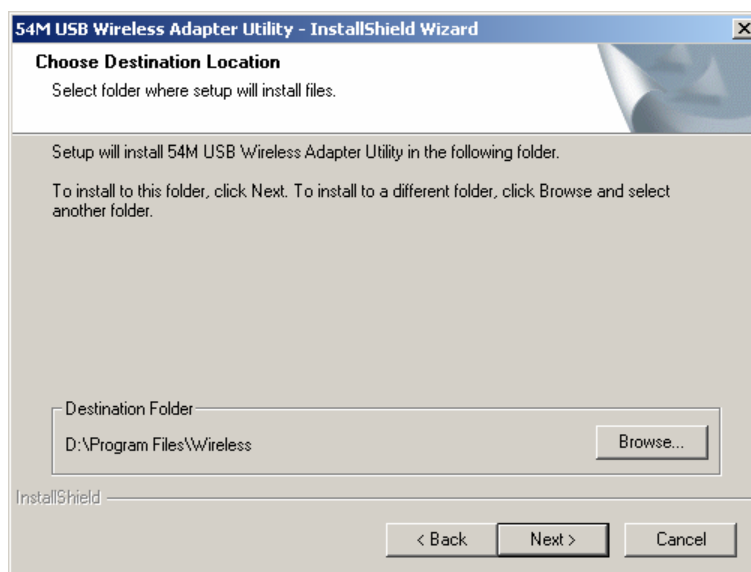 54M USB Wireless Adapter Utility - InstallShield Wizard
Choose Destination Location
Select folder where setup will install files.
Setup will install 54M USB Wireless Adapter Utility in the following folder.
To install to this folder, click Next. To install to a different folder, click Browse and select
another folder.
Destination Folder
D:\Program Files\Wireless
Browse...
InstallShield
< Back
Next >
Cancel